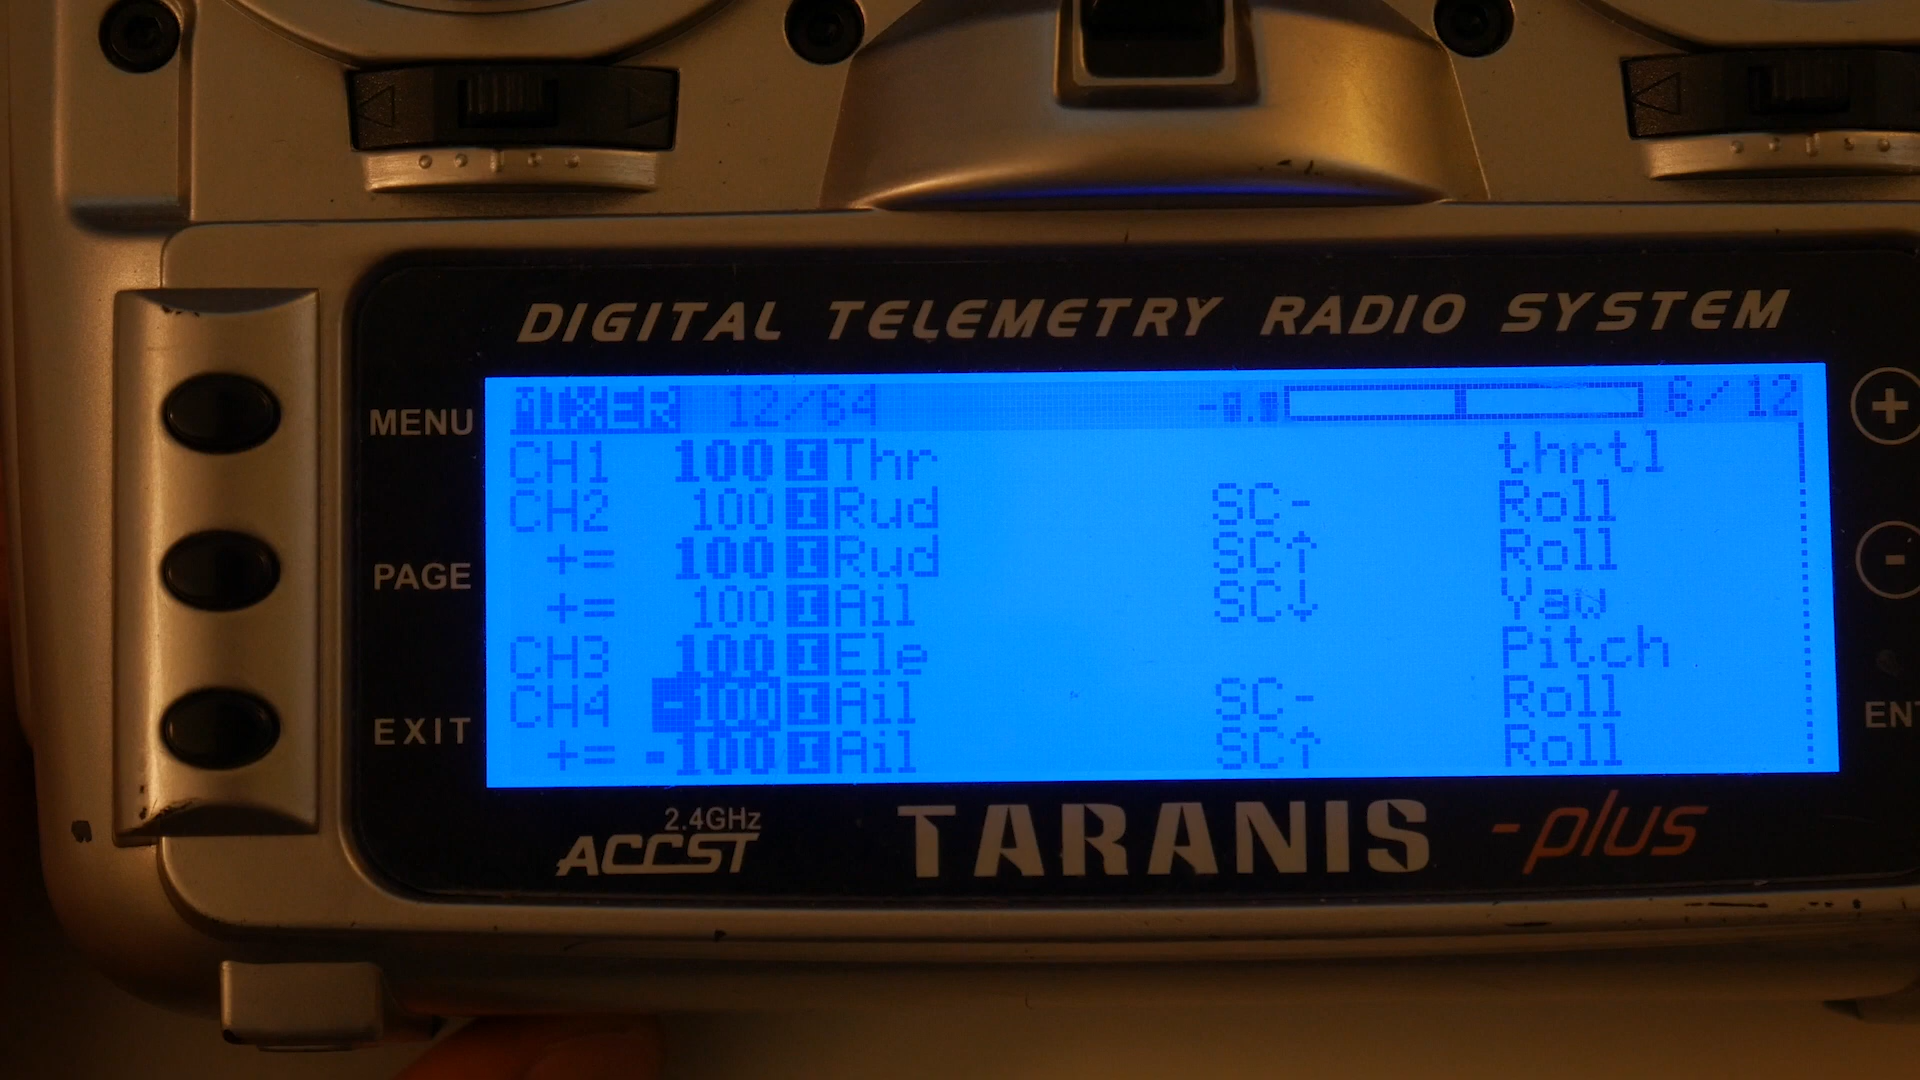 DIGITAL TELEMETRY RADIO SYSTEM
MIXER 12/64 6/12
CH1 100 I Thr thrtl
CH2 100 I Rud SC- Roll
+= 100 I Rud SC↑ Roll
+= 100 I Ail SC↓ Yaw
CH3 100 I Ele Pitch
CH4 -100 I Ail SC- Roll
+= -100 I Ail SC↑ Roll
MENU
PAGE
EXIT
+
-
ENT
2.4GHz
ACCST TARANIS -plus